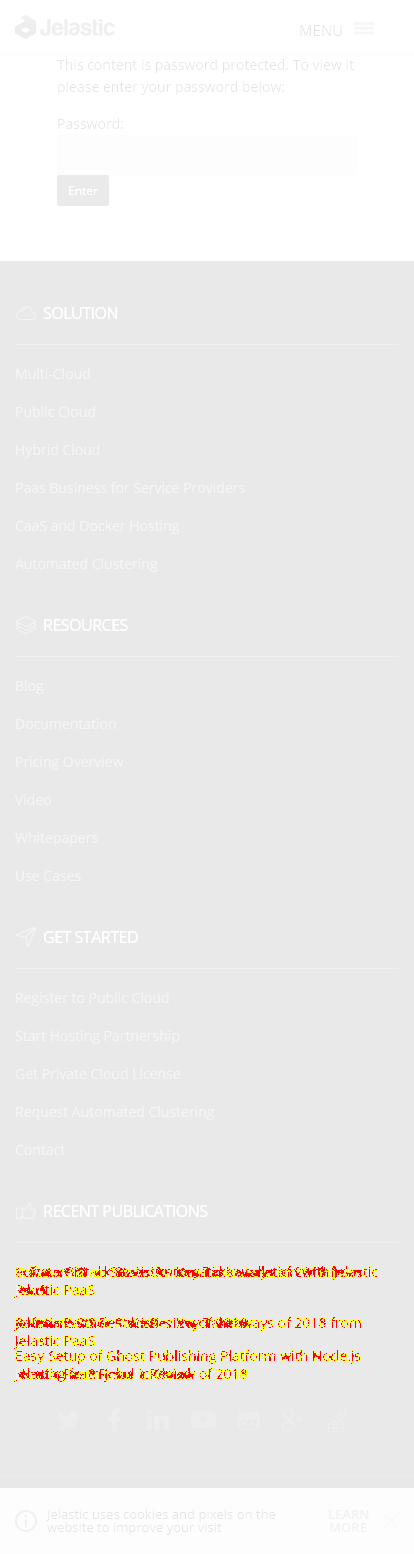 Jelastic
MENU
This content is password protected. To view it
please enter your password below:
Password:
Enter
SOLUTION
Multi-Cloud
Public Cloud
Hybrid Cloud
Paas Business for Service Providers
CaaS and Docker Hosting
Automated Clustering
RESOURCES
Blog
Documentation
Pricing Overview
Video
Whitepapers
Use Cases
GET STARTED
Register to Public Cloud
Start Hosting Partnership
Get Private Cloud License
Request Automated Clustering
Contact
RECENT PUBLICATIONS
with Jelastic
Jelastic PaaS
of 2018 from
Jelastic PaaS
Easy Setup of Ghost Publishing Platform with Node.js
of 2018
Jelastic uses cookies and pixels on the
website to improve your visit
LEARN
MORE